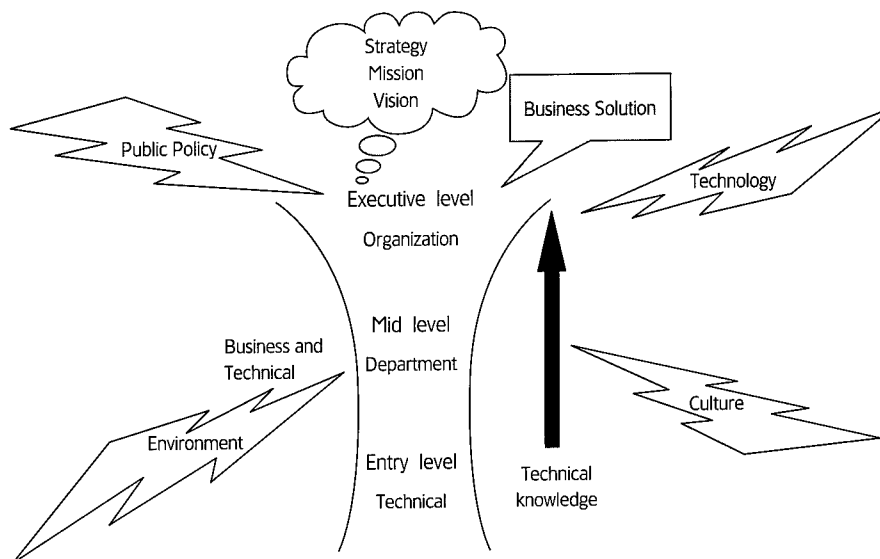 Strategy
Mission
Vision
Business Solution
Public Policy
Technology
Executive level
Organization
Mid level
Department
Business and
Technical
Culture
Environment
Entry level
Technical
Technical
knowledge